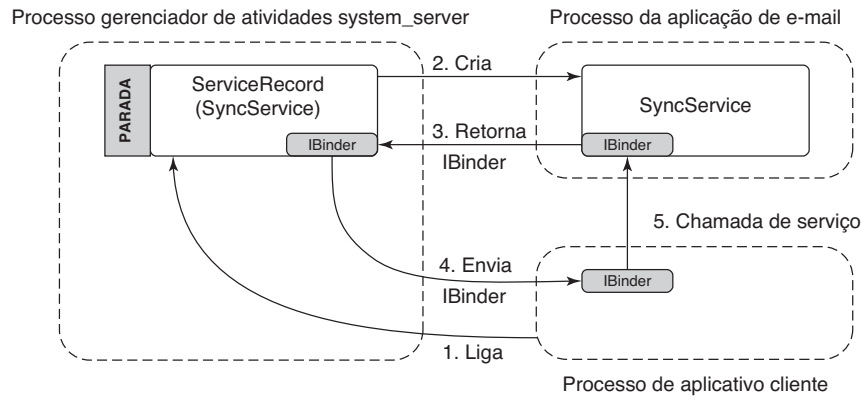 Processo gerenciador de atividades system_server
Processo da aplicação de e-mail
PARADA
ServiceRecord
(SyncService)
IBinder
2. Cria
3. Retorna
IBinder
SyncService
IBinder
5. Chamada de serviço
4. Envia
IBinder
IBinder
1. Liga
Processo de aplicativo cliente